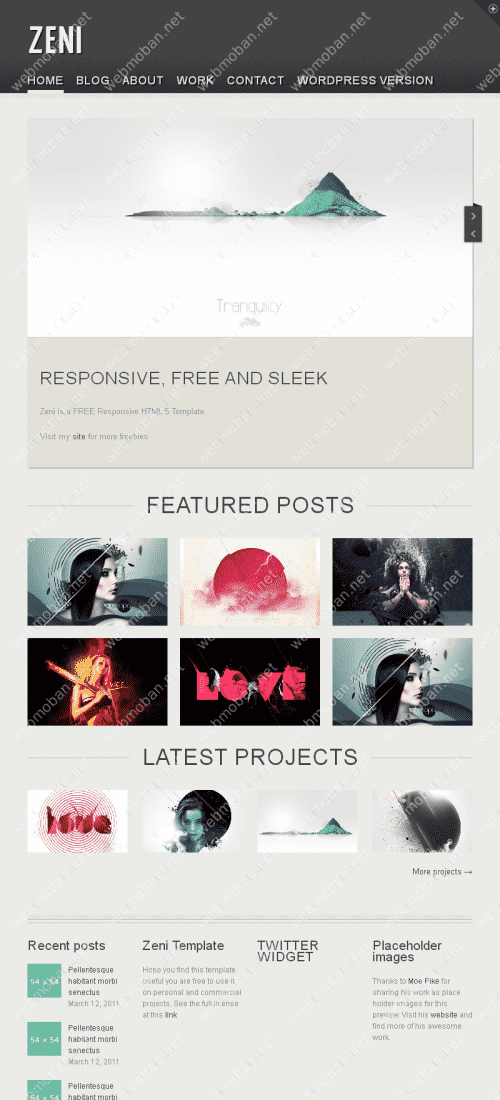 ZENI
HOME BLOG ABOUT WORK CONTACT WORDPRESS VERSION
Tranquility
RESPONSIVE, FREE AND SLEEK
Zeni is a FREE Responsive HTML 5 Template.
Visit my site for more freebies.
FEATURED POSTS
LOVE
LATEST PROJECTS
love
More projects →
Recent posts
54 × 54
Pellentesque
habitant morbi
senectus
March 12, 2011
54 × 54
Pellentesque
habitant morbi
senectus
March 12, 2011
54 × 54
Pellentesque
habitant morbi
Zeni Template
Hope you find this template
useful you are free to use it
on personal and commercial
projects. See the full license
at this link
TWITTER
WIDGET
Placeholder
images
Thanks to Moe Pike for
sharing his work as place
holder images for this
preview. Visit his website and
find more of his awesome
work.
webmoban.net